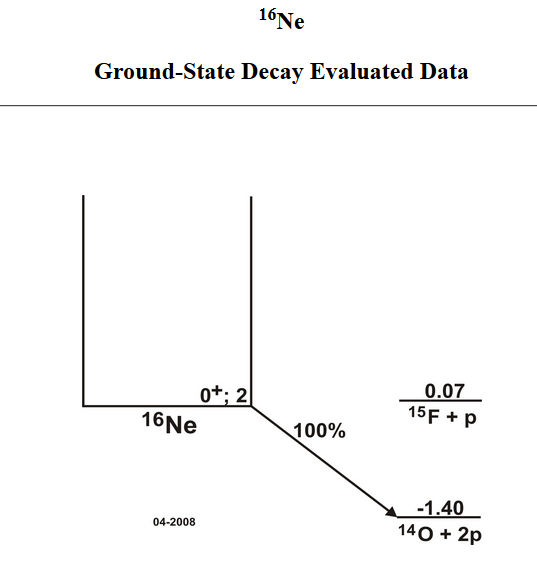 ¹⁶Ne
Ground-State Decay Evaluated Data
0⁺; 2
¹⁶Ne
100%
0.07
¹⁵F + p
-1.40
¹⁴O + 2p
04-2008